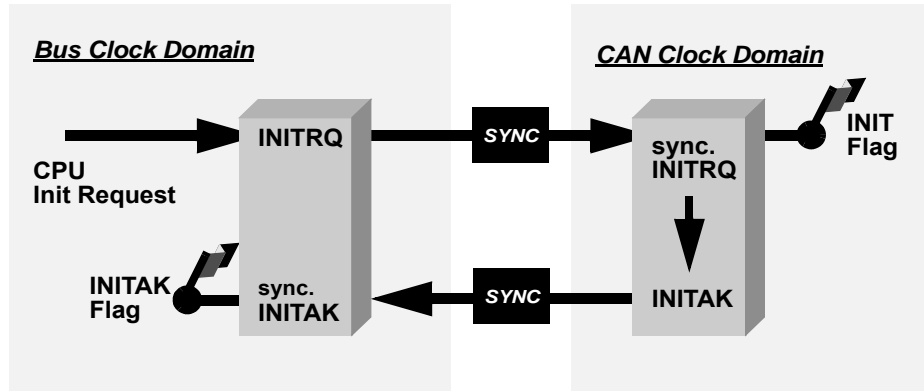 Bus Clock Domain
CAN Clock Domain
CPU
Init Request
INITRQ
SYNC
sync.
INITRQ
INIT
Flag
INITAK
Flag
sync.
INITAK
SYNC
INITAK